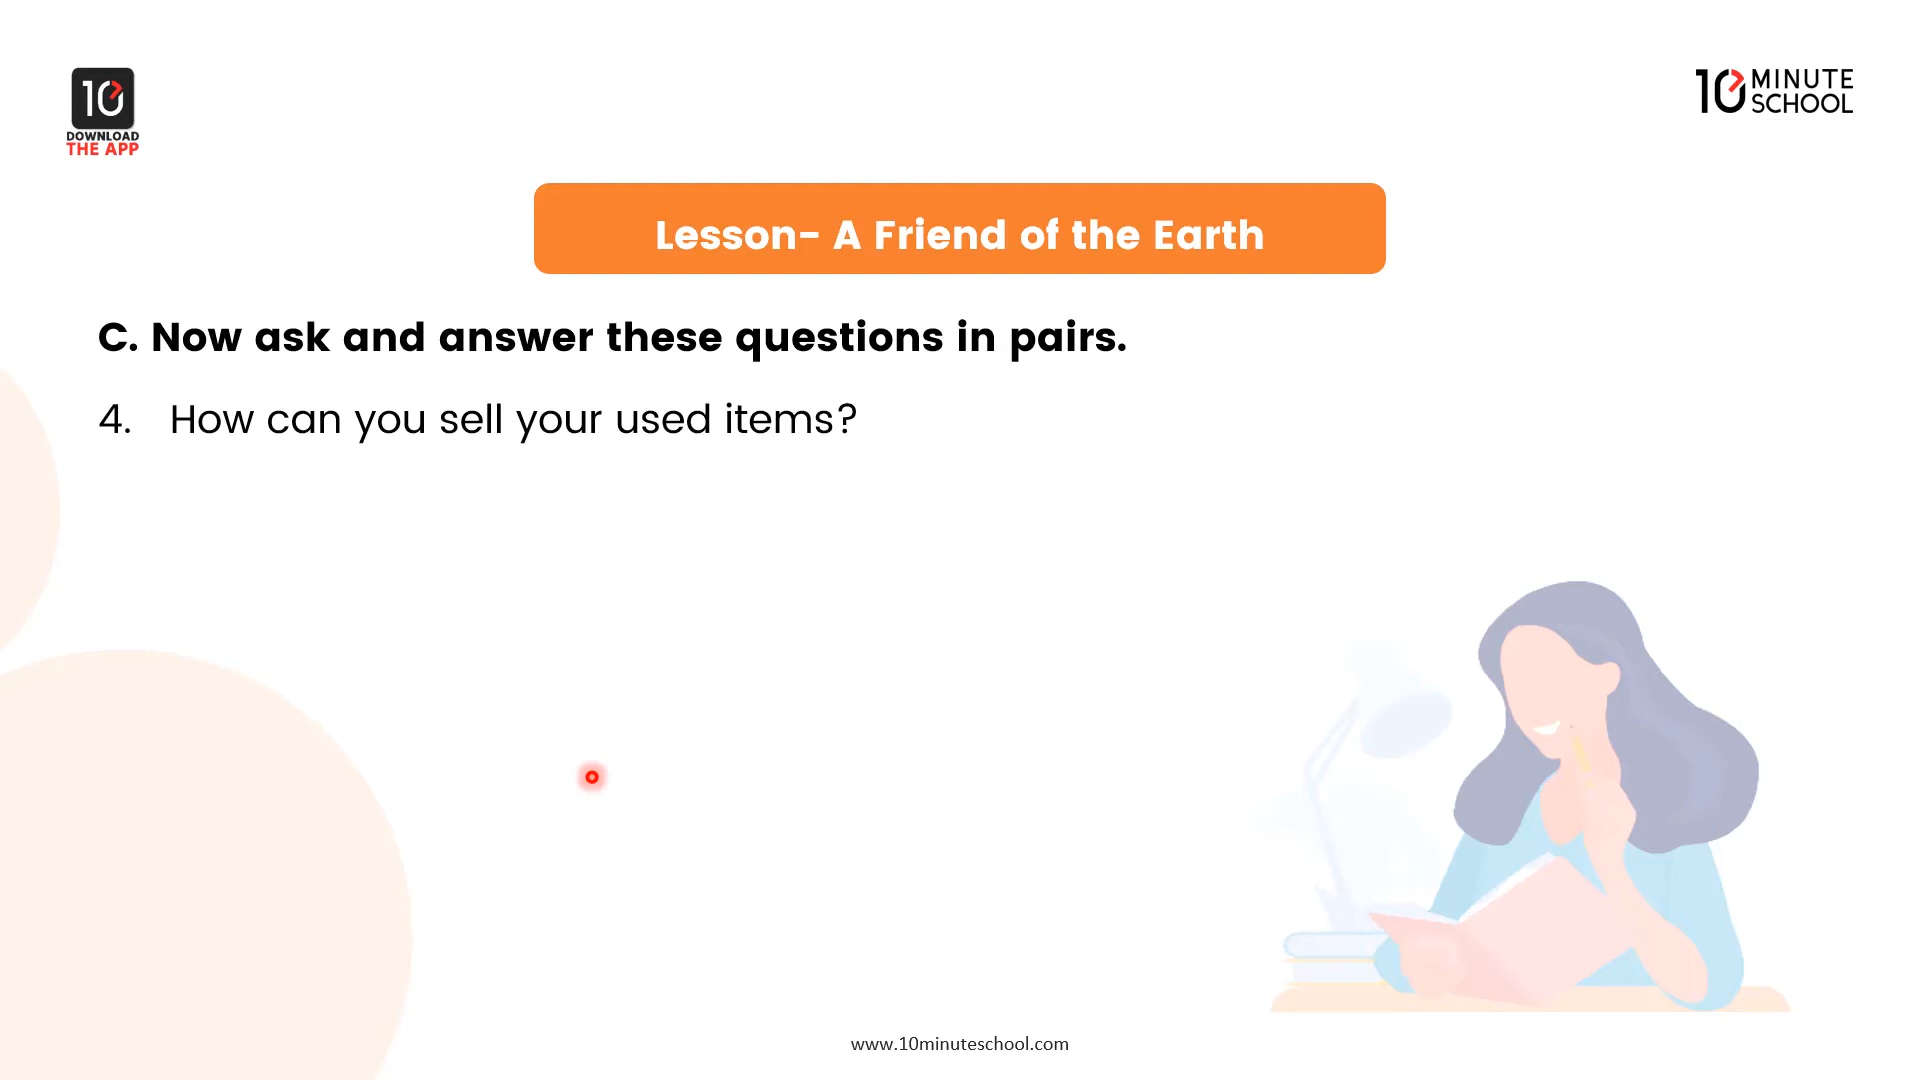 10
DOWNLOAD
THE APP
10 MINUTE
SCHOOL
Lesson- A Friend of the Earth
C. Now ask and answer these questions in pairs.
4. How can you sell your used items?
www.10minuteschool.com